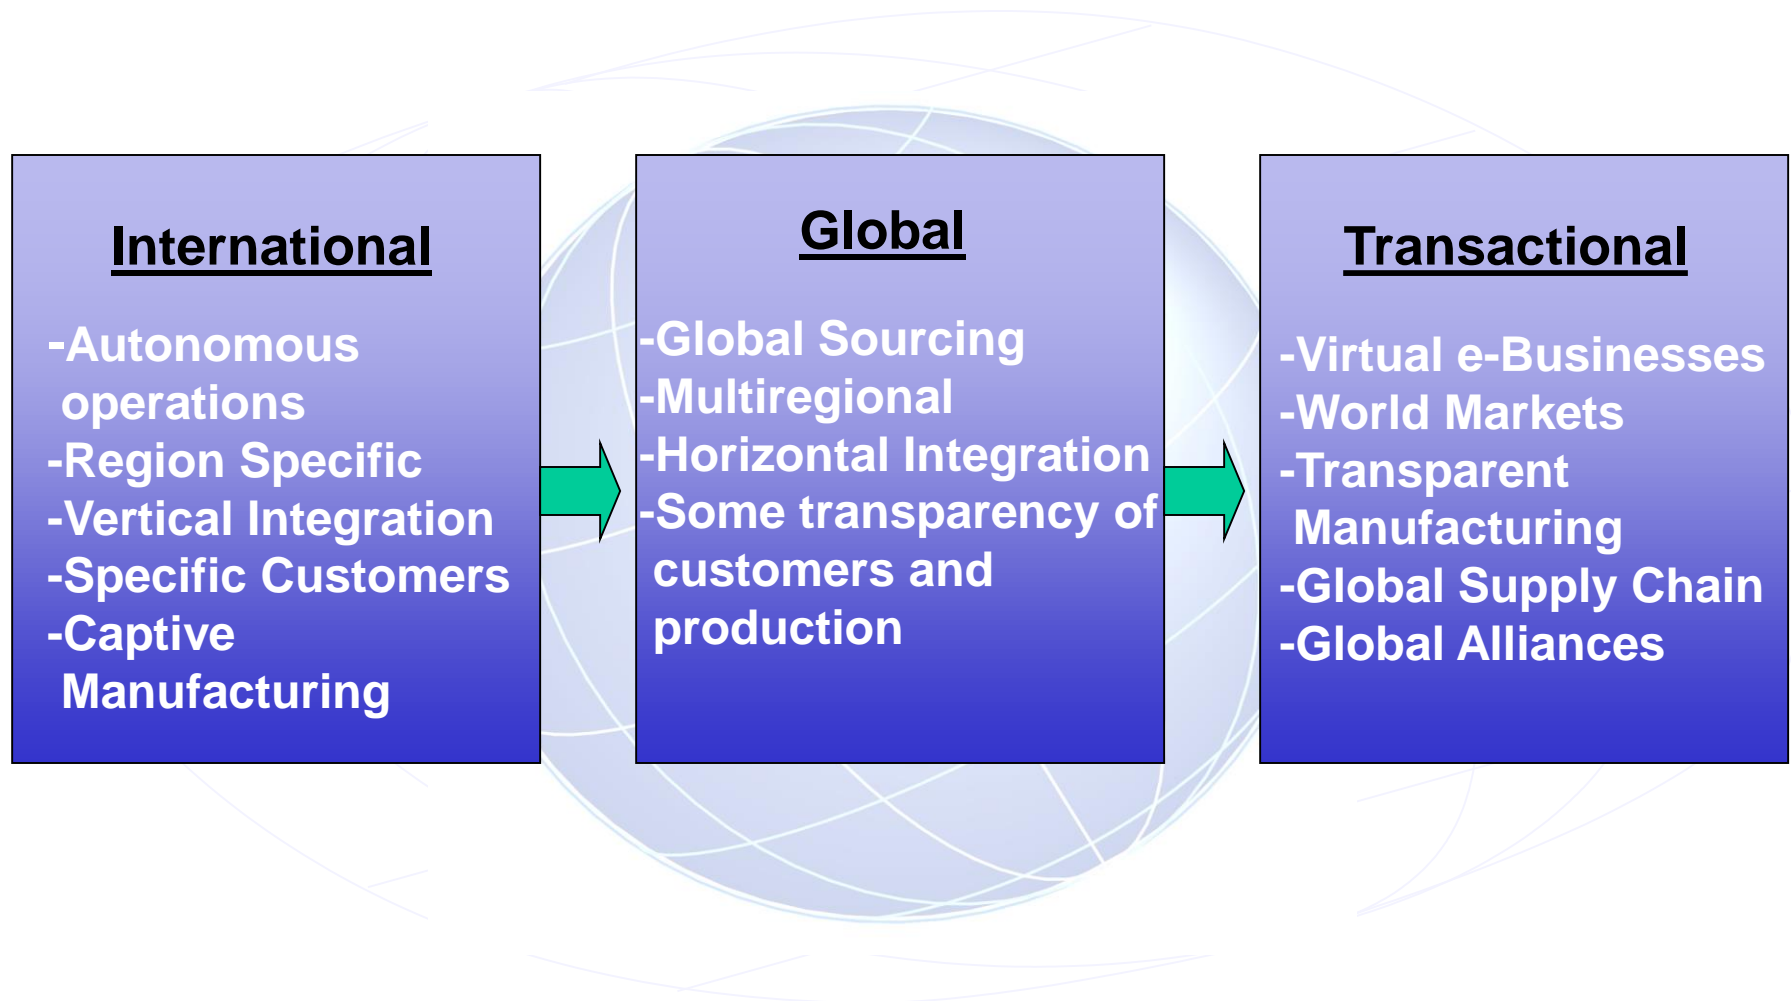 International
-Autonomous
operations
-Region Specific
-Vertical Integration
-Specific Customers
-Captive
Manufacturing
Global
-Global Sourcing
-Multiregional
-Horizontal Integration
-Some transparency of
customers and
production
Transactional
-Virtual e-Businesses
-World Markets
-Transparent
Manufacturing
-Global Supply Chain
-Global Alliances